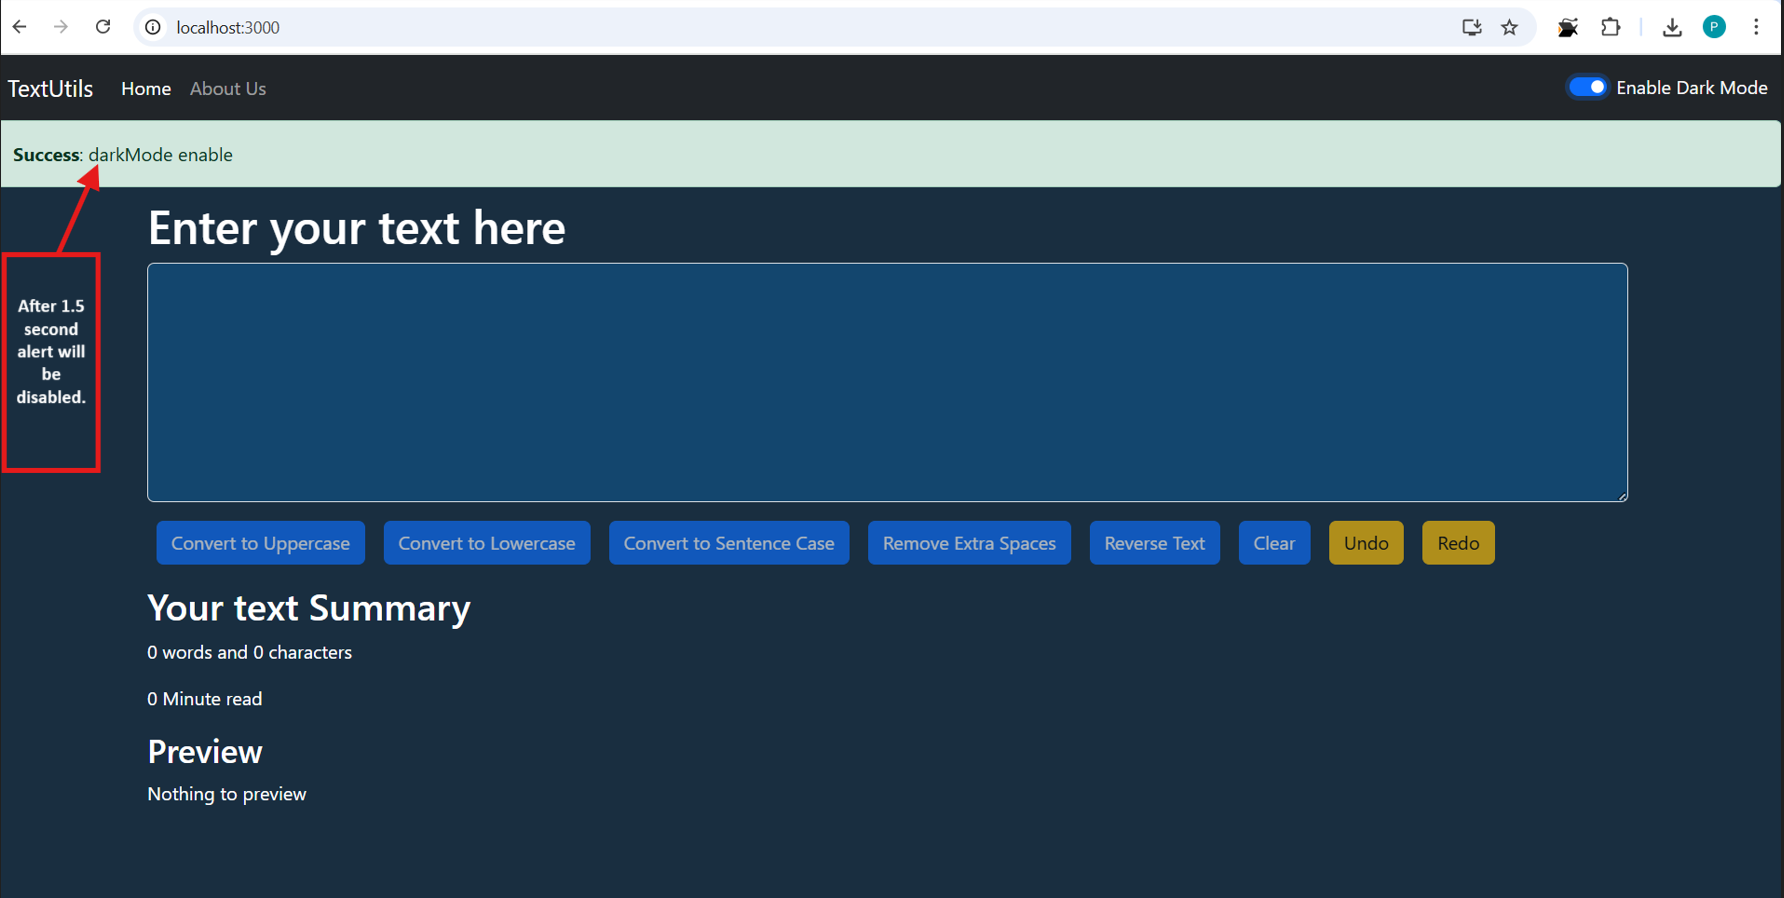 localhost:3000
P
TextUtils Home About Us Enable Dark Mode
Success: darkMode enable
Enter your text here
After 1.5
second
alert will
be
disabled.
Convert to Uppercase Convert to Lowercase Convert to Sentence Case Remove Extra Spaces Reverse Text Clear Undo Redo
Your text Summary
0 words and 0 characters
0 Minute read
Preview
Nothing to preview